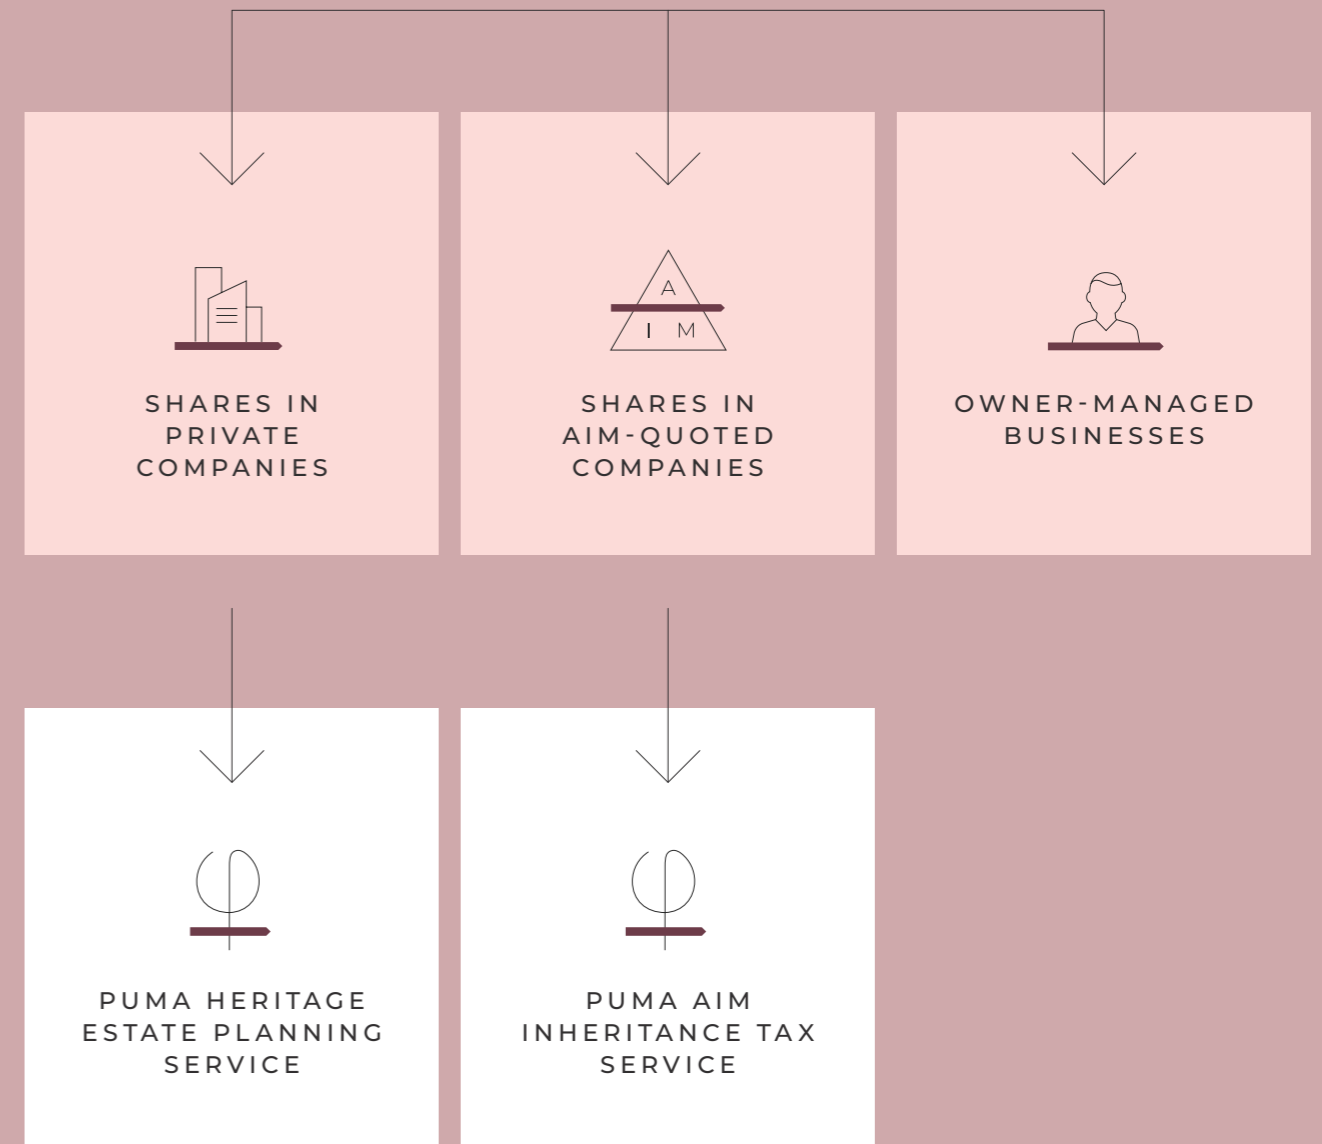 A
I M
SHARES IN
PRIVATE
COMPANIES
SHARES IN
AIM-QUOTED
COMPANIES
OWNER-MANAGED
BUSINESSES
PUMA HERITAGE
ESTATE PLANNING
SERVICE
PUMA AIM
INHERITANCE TAX
SERVICE